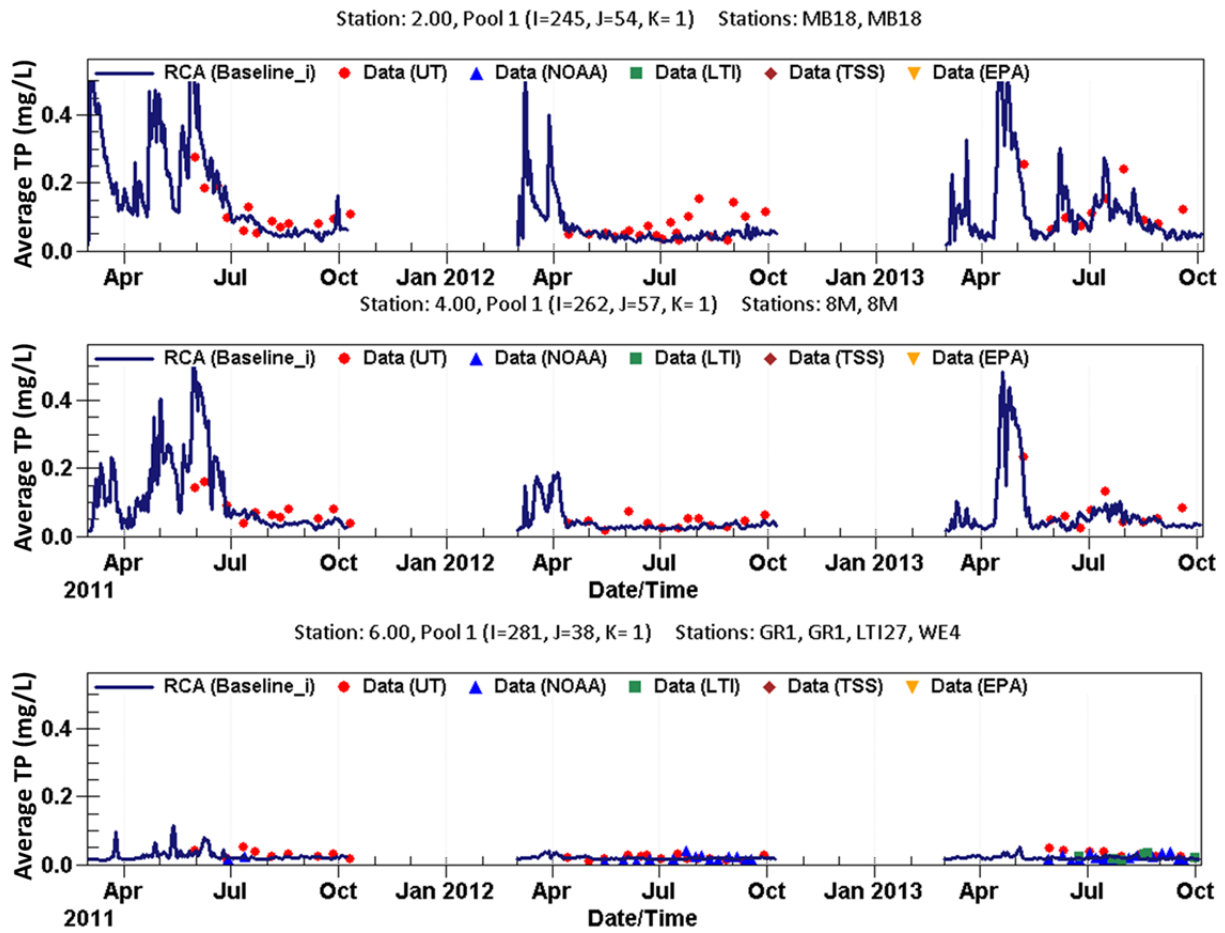 Station: 2.00, Pool 1 (I=245, J=54, K= 1) Stations: MB18, MB18
RCA (Baseline_i) Data (UT) Data (NOAA) Data (LTI) Data (TSS) Data (EPA)
Average TP (mg/L)
0.4
0.2
0.0
Apr Jul Oct Jan 2012 Apr Jul Oct Jan 2013 Apr Jul Oct
Station: 4.00, Pool 1 (I=262, J=57, K= 1) Stations: 8M, 8M
RCA (Baseline_i) Data (UT) Data (NOAA) Data (LTI) Data (TSS) Data (EPA)
Average TP (mg/L)
0.4
0.2
0.0
Apr Jul Oct Jan 2012 Apr Jul Oct Jan 2013 Apr Jul Oct
2011 Date/Time
Station: 6.00, Pool 1 (I=281, J=38, K= 1) Stations: GR1, GR1, LTI27, WE4
RCA (Baseline_i) Data (UT) Data (NOAA) Data (LTI) Data (TSS) Data (EPA)
Average TP (mg/L)
0.4
0.2
0.0
Apr Jul Oct Jan 2012 Apr Jul Oct Jan 2013 Apr Jul Oct
2011 Date/Time